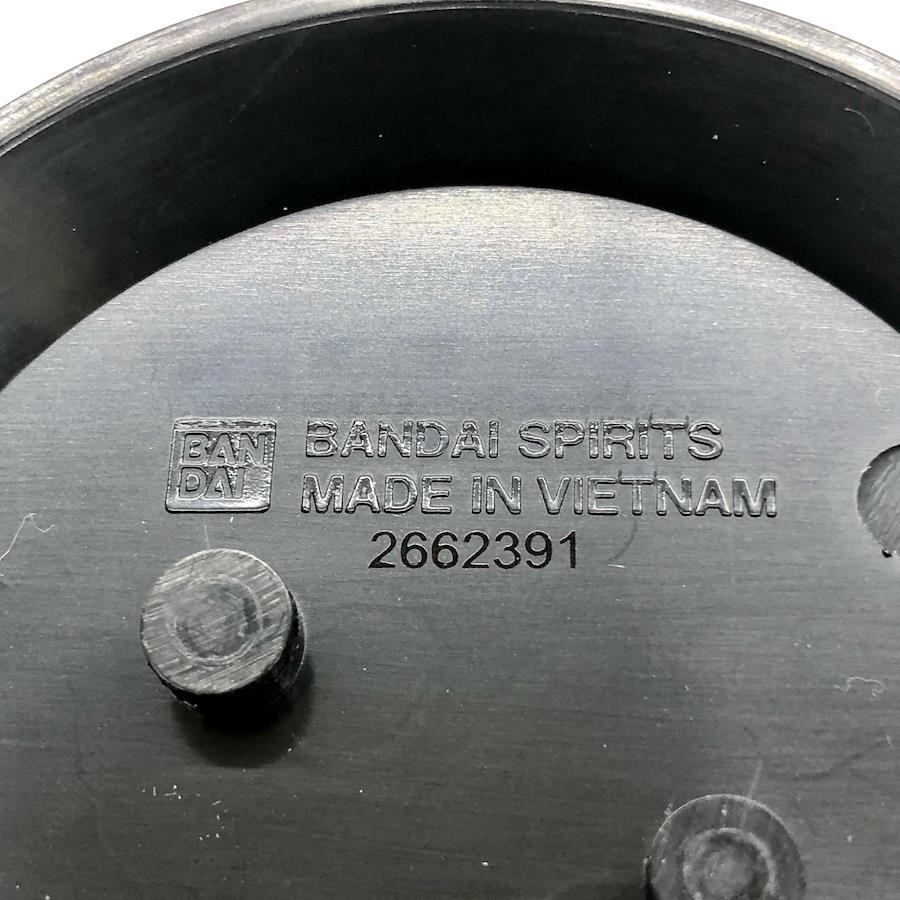 BAN
DAI
BANDAI SPIRITS
MADE IN VIETNAM
2662391